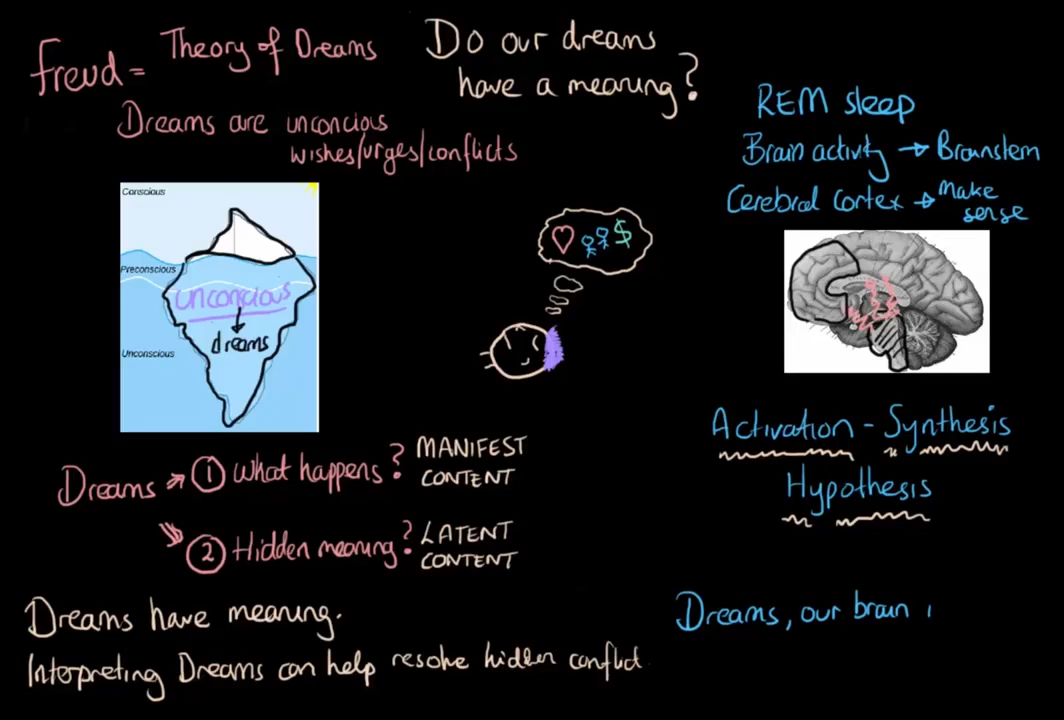 Freud =
Theory of Dreams
Dreams are unconcious
wishes/urges/conflicts
Do our dreams
have a meaning?
Conscious
Preconscious
unconscious
dreams
Unconscious
$
Dreams → ① What happens? MANIFEST
CONTENT
② Hidden meaning? LATENT
CONTENT
Dreams have meaning.
Interpreting Dreams can help resolve hidden conflict
REM sleep
Brain activity → Brainstem
Cerebral cortex → Make
sense
Activation - Synthesis
Hypothesis
Dreams, our brain